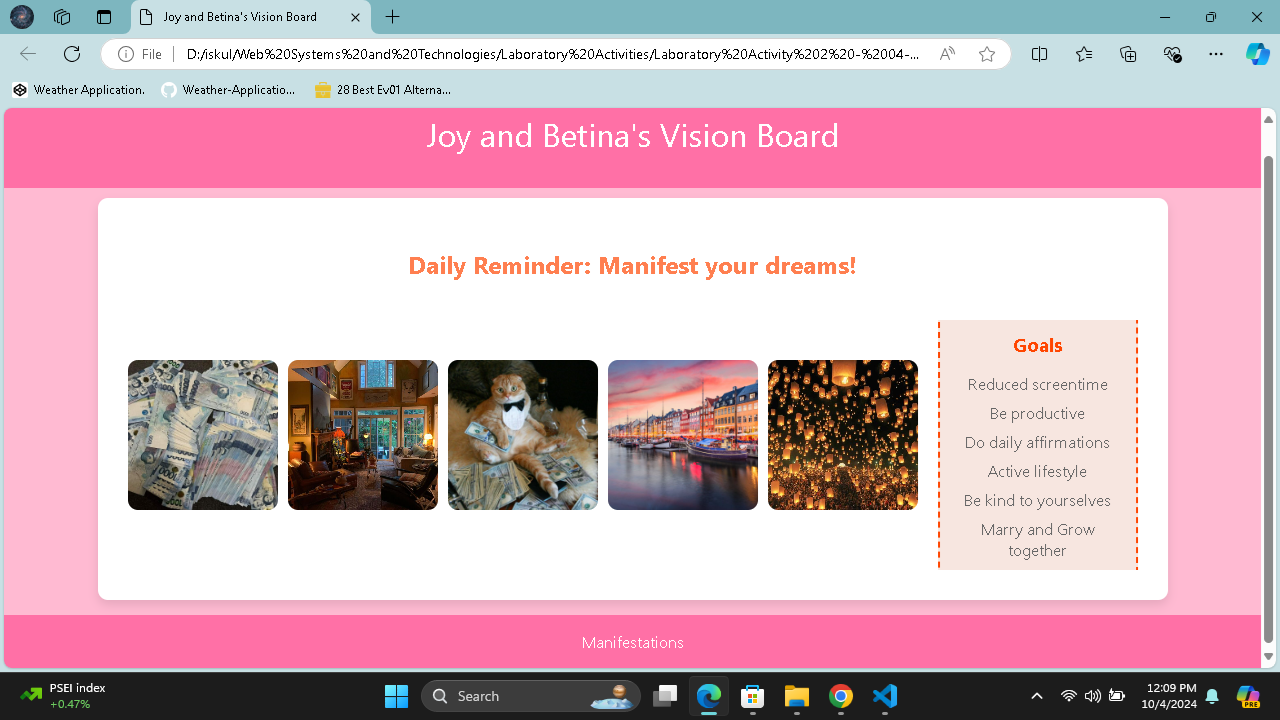 Joy and Betina's Vision Board
File
D:/iskul/Web%20Systems%20and%20Technologies/Laboratory%20Activities/Laboratory%20Activity%202%20-%2004-...
Weather Application.
Weather-Applicatio...
28 Best Ev01 Alterna...
Joy and Betina's Vision Board
Daily Reminder: Manifest your dreams!
Goals
Reduced screentime
Be productive
Do daily affirmations
Active lifestyle
Be kind to yourselves
Marry and Grow
together
Manifestations
PSEI index
+0.47%
Search
12:09 PM
10/4/2024
PRE